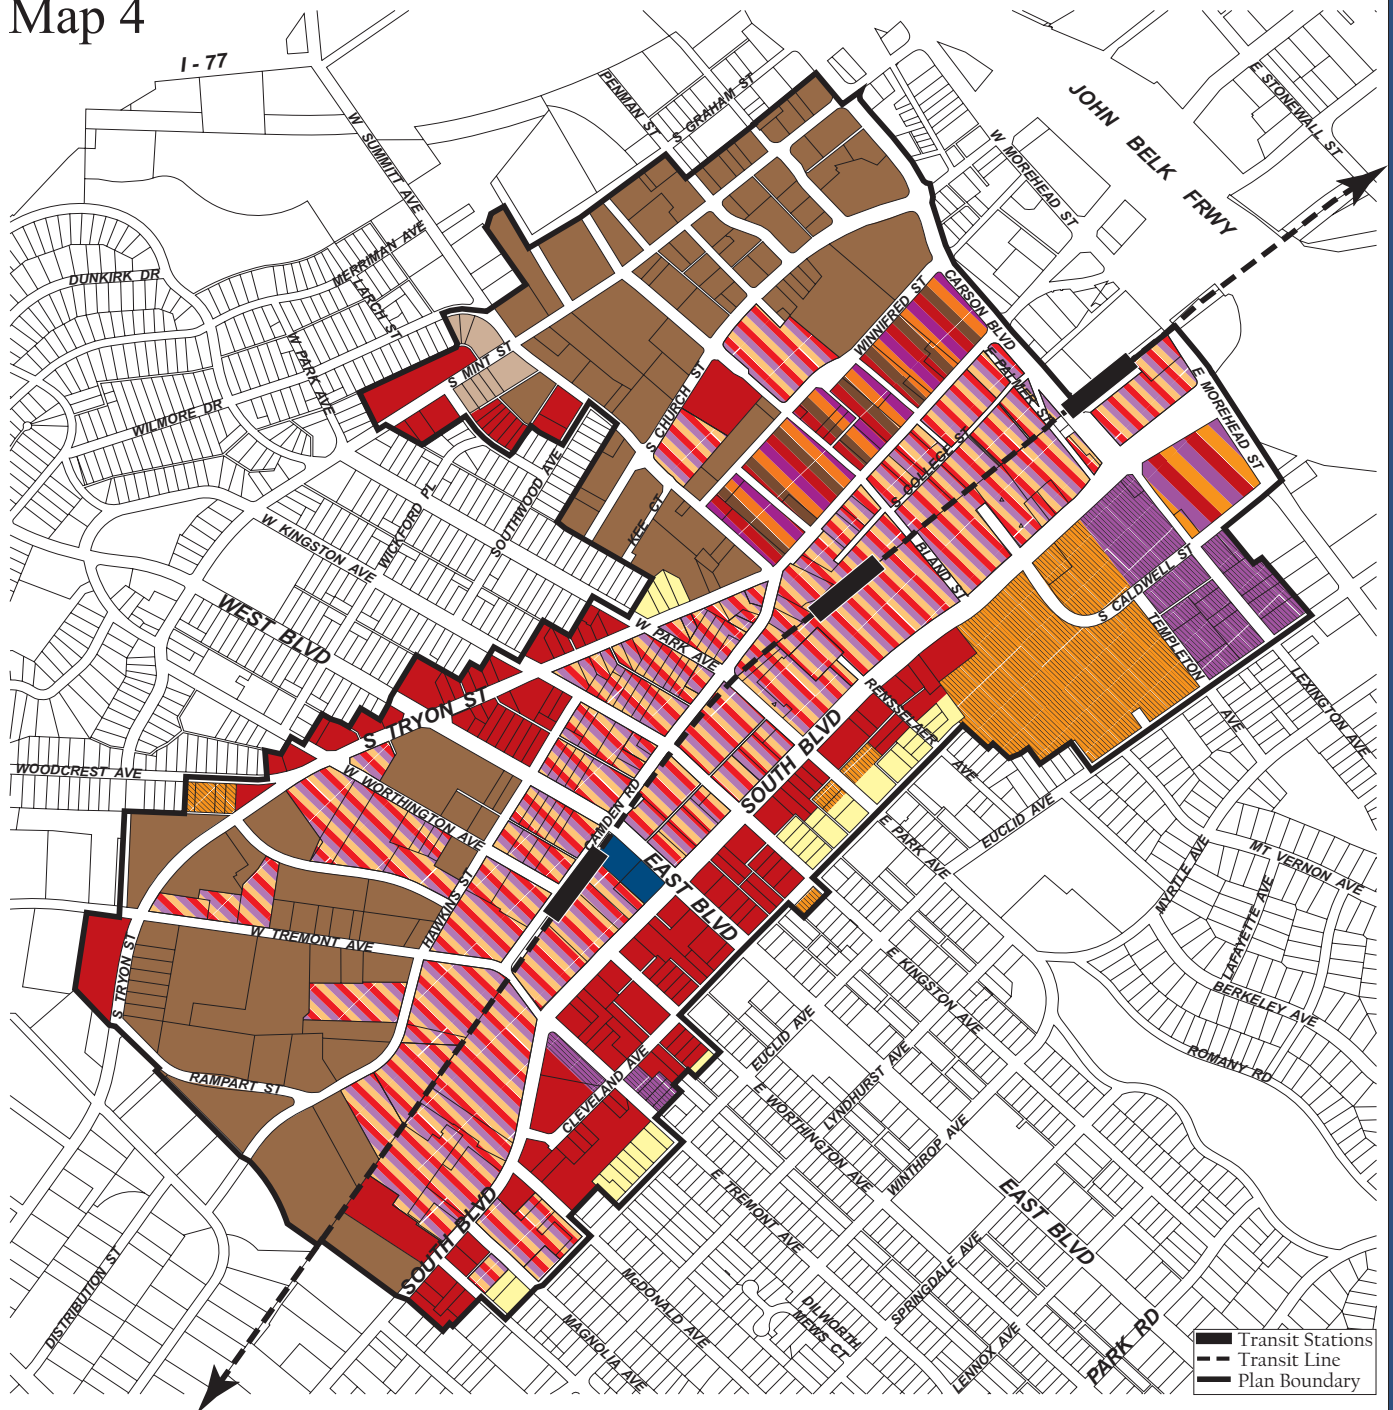 Map 4
I - 77
PENMAN ST
S GRAHAM ST
W SUMMITT AVE
JOHN BELK FRWY
E STONEWALL ST
W MOREHEAD ST
MERRIMAN AVE
DUNKIRK DR
LARCH ST
W PARK AVE
WILMORE DR
S MINT ST
WINNIFRED ST
CARSON BLVD
E PALMER ST
E MOREHEAD ST
S CHURCH ST
S COLLEGE ST
SOUTHWOOD AVE
WICKFORD PL
KEE CT
W KINGSTON AVE
BLAND ST
S CALDWELL ST
TEMPLETON AVE
LEXINGTON AVE
WEST BLVD
W PARK AVE
RENSSELAER AVE
S TRYON ST
SOUTH BLVD
WOODCREST AVE
W WORTHINGTON AVE
CAMDEN RD
E PARK AVE
EUCLID AVE
MT VERNON AVE
MYRTLE AVE
LAFAYETTE AVE
EAST BLVD
HAWKINS ST
W TREMONT AVE
S TRYON ST
E KINGSTON AVE
BERKELEY AVE
ROMANY RD
EUCLID AVE
LYNDHURST AVE
CLEVELAND AVE
RAMPART ST
E WORTHINGTON AVE
WINTHROP AVE
E TREMONT AVE
EAST BLVD
SOUTH BLVD
SPRINGDALE AVE
DISTRIBUTION ST
McDONALD AVE
DILWORTH
MEWS CT
MAGNOLIA AVE
LENNOX AVE
PARK RD
Transit Stations
Transit Line
Plan Boundary